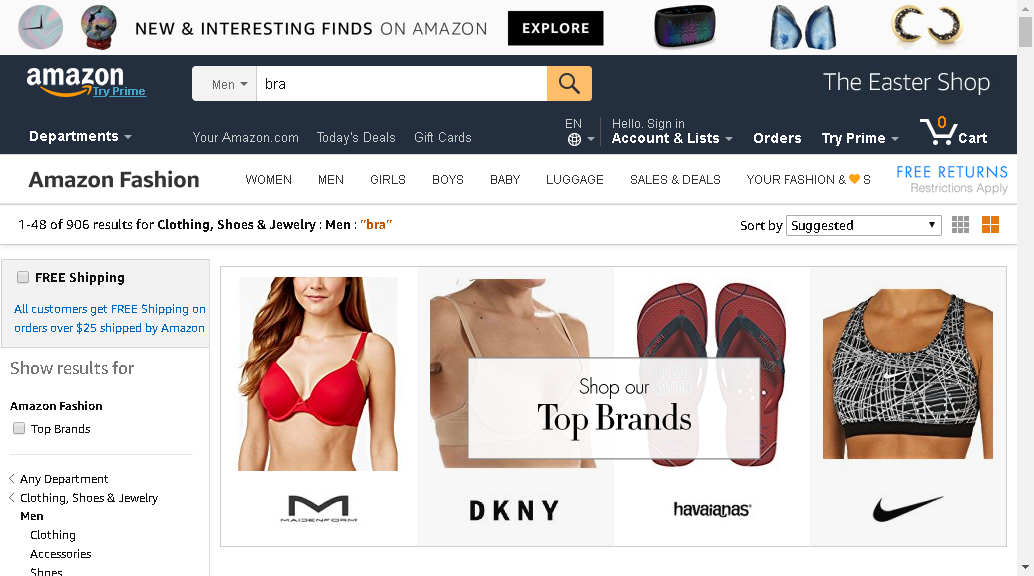 NEW & INTERESTING FINDS ON AMAZON EXPLORE
amazon
Try Prime
Men bra
The Easter Shop
Departments
Your Amazon.com Today's Deals Gift Cards
EN
Hello. Sign in
Account & Lists
Orders
Try Prime
0
Cart
Amazon Fashion
WOMEN MEN GIRLS BOYS BABY LUGGAGE SALES & DEALS YOUR FASHION & 🧡 S
FREE RETURNS
Restrictions Apply
1-48 of 906 results for Clothing, Shoes & Jewelry : Men : "bra"
Sort by Suggested
FREE Shipping
All customers get FREE Shipping on
orders over $25 shipped by Amazon
Show results for
Amazon Fashion
Top Brands
Any Department
Clothing, Shoes & Jewelry
Men
Clothing
Accessories
Shoes
Shop our
Top Brands
MAIDENFORM
DKNY
havaianas